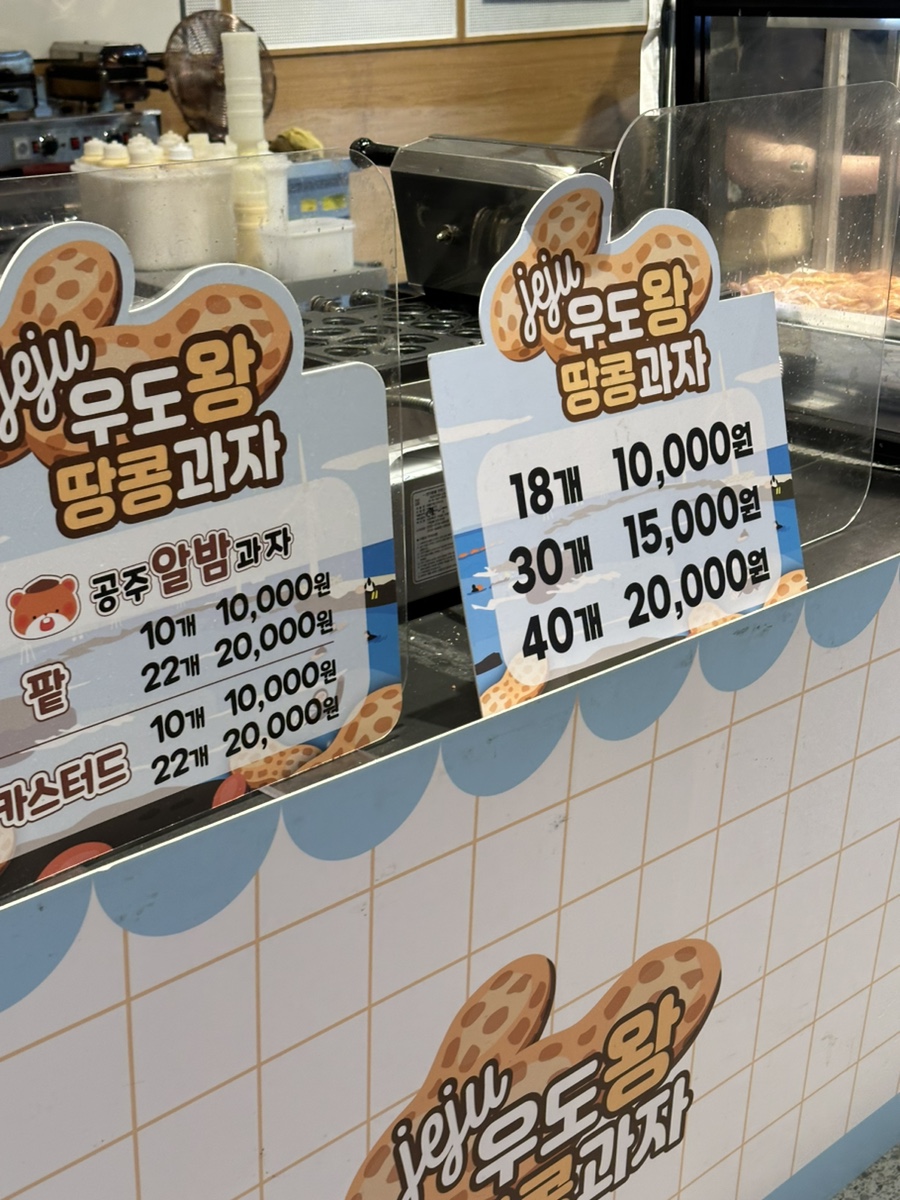 jeju
우도왕
땅콩과자
공주알밤과자
팥
10개 10,000원
22개 20,000원
카스터드
10개 10,000원
22개 20,000원
jeju
우도왕
땅콩과자
18개 10,000원
30개 15,000원
40개 20,000원
jeju
우도왕
콩과자